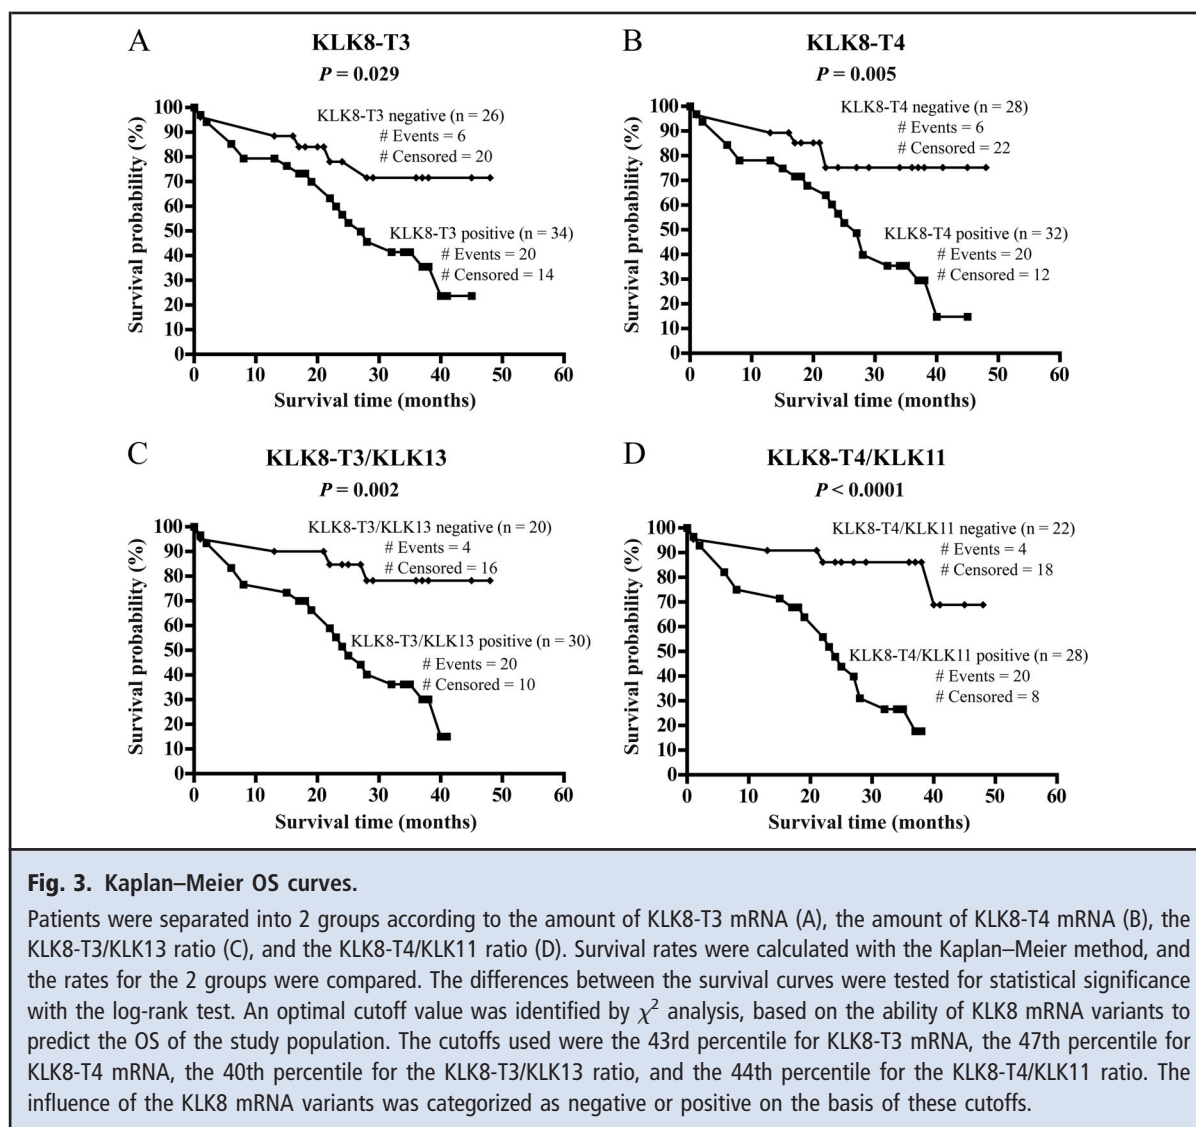 A
KLK8-T3
P = 0.029
Survival probability (%)
100
90
80
70
60
50
40
30
20
10
0
KLK8-T3 negative (n = 26)
# Events = 6
# Censored = 20
KLK8-T3 positive (n = 34)
# Events = 20
# Censored = 14
0 10 20 30 40 50 60
Survival time (months)
B
KLK8-T4
P = 0.005
Survival probability (%)
100
90
80
70
60
50
40
30
20
10
0
KLK8-T4 negative (n = 28)
# Events = 6
# Censored = 22
KLK8-T4 positive (n = 32)
# Events = 20
# Censored = 12
0 10 20 30 40 50 60
Survival time (months)
C
KLK8-T3/KLK13
P = 0.002
Survival probability (%)
100
90
80
70
60
50
40
30
20
10
0
KLK8-T3/KLK13 negative (n = 20)
# Events = 4
# Censored = 16
KLK8-T3/KLK13 positive (n = 30)
# Events = 20
# Censored = 10
0 10 20 30 40 50 60
Survival time (months)
D
KLK8-T4/KLK11
P < 0.0001
Survival probability (%)
100
90
80
70
60
50
40
30
20
10
0
KLK8-T4/KLK11 negative (n = 22)
# Events = 4
# Censored = 18
KLK8-T4/KLK11 positive (n = 28)
# Events = 20
# Censored = 8
0 10 20 30 40 50 60
Survival time (months)
Fig. 3. Kaplan–Meier OS curves.
Patients were separated into 2 groups according to the amount of KLK8-T3 mRNA (A), the amount of KLK8-T4 mRNA (B), the
KLK8-T3/KLK13 ratio (C), and the KLK8-T4/KLK11 ratio (D). Survival rates were calculated with the Kaplan–Meier method, and
the rates for the 2 groups were compared. The differences between the survival curves were tested for statistical significance
with the log-rank test. An optimal cutoff value was identified by χ² analysis, based on the ability of KLK8 mRNA variants to
predict the OS of the study population. The cutoffs used were the 43rd percentile for KLK8-T3 mRNA, the 47th percentile for
KLK8-T4 mRNA, the 40th percentile for the KLK8-T3/KLK13 ratio, and the 44th percentile for the KLK8-T4/KLK11 ratio. The
influence of the KLK8 mRNA variants was categorized as negative or positive on the basis of these cutoffs.